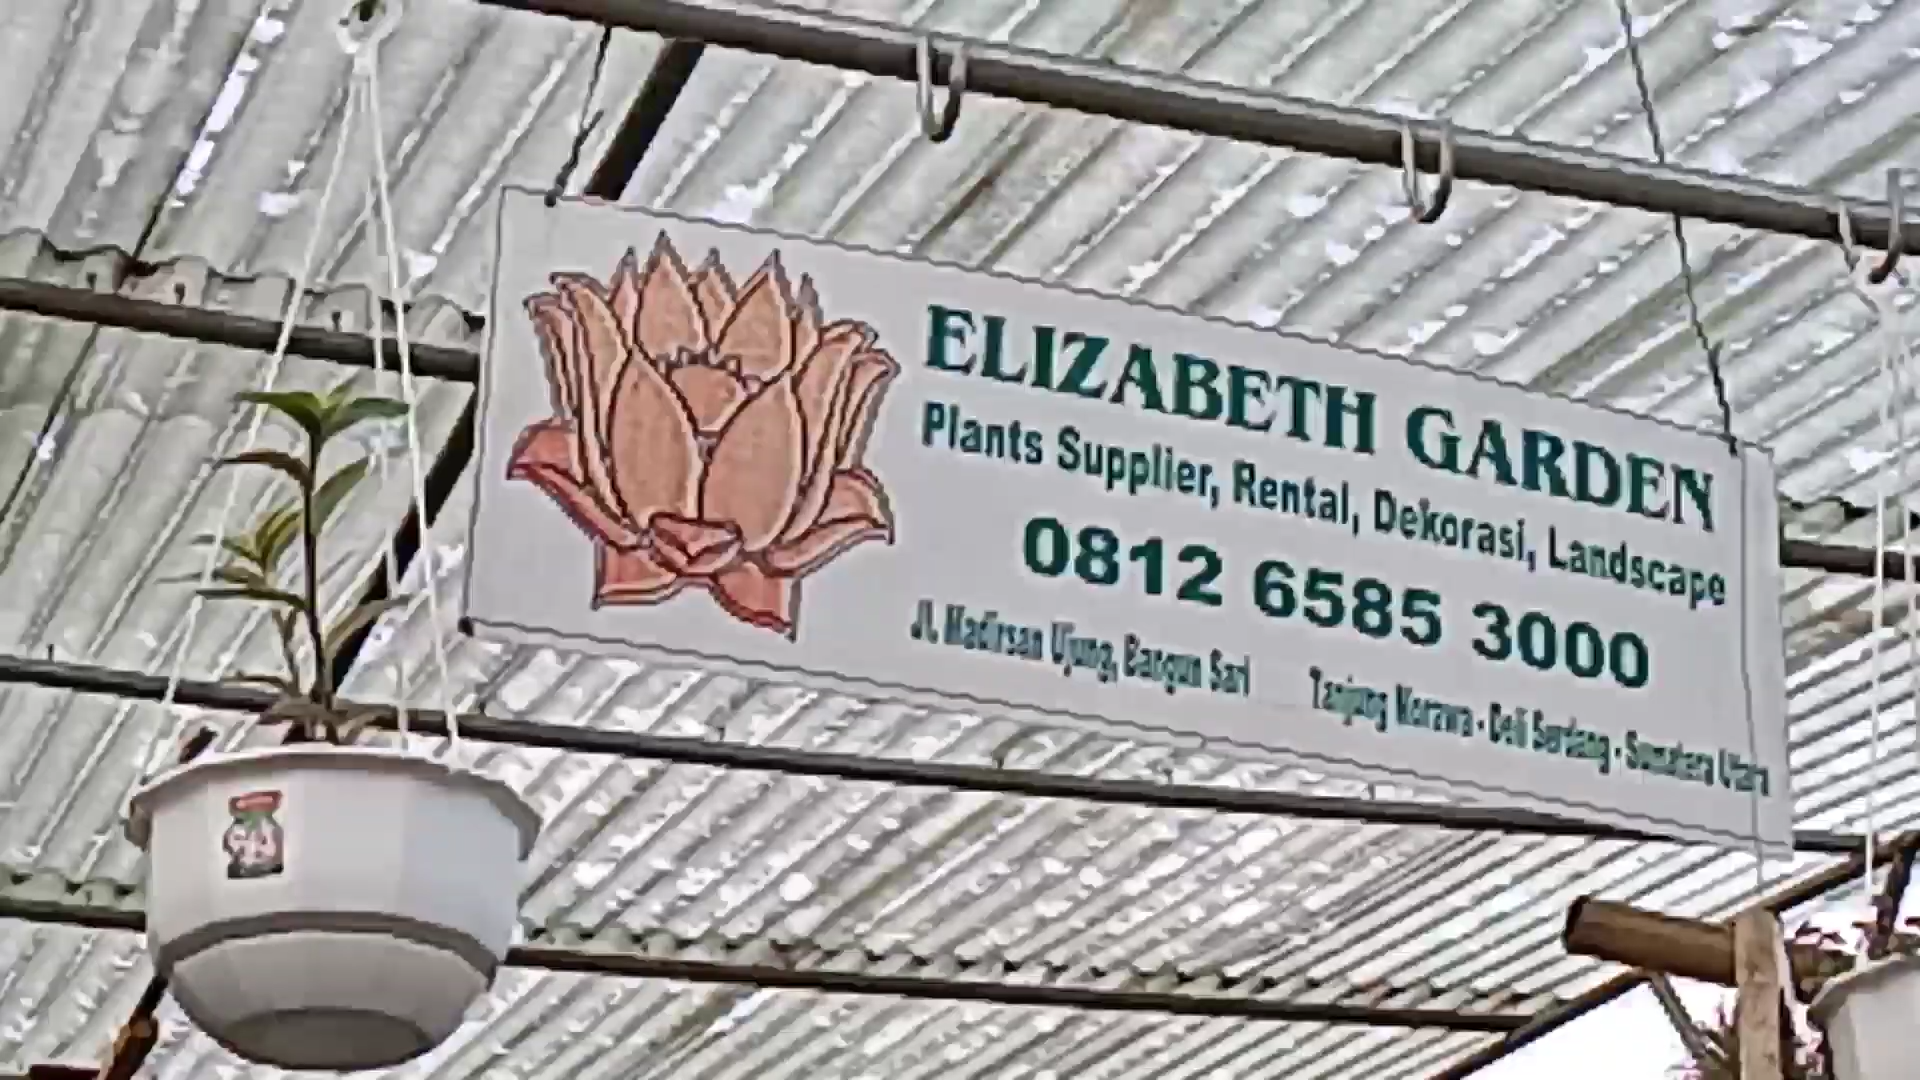 ELIZABETH GARDEN
Plants Supplier, Rental, Dekorasi, Landscape
0812 6585 3000
Jl. Madirsan Ujung, Bangun Sari Tanjung Morawa - Deli Serdang - Sumatera Utara